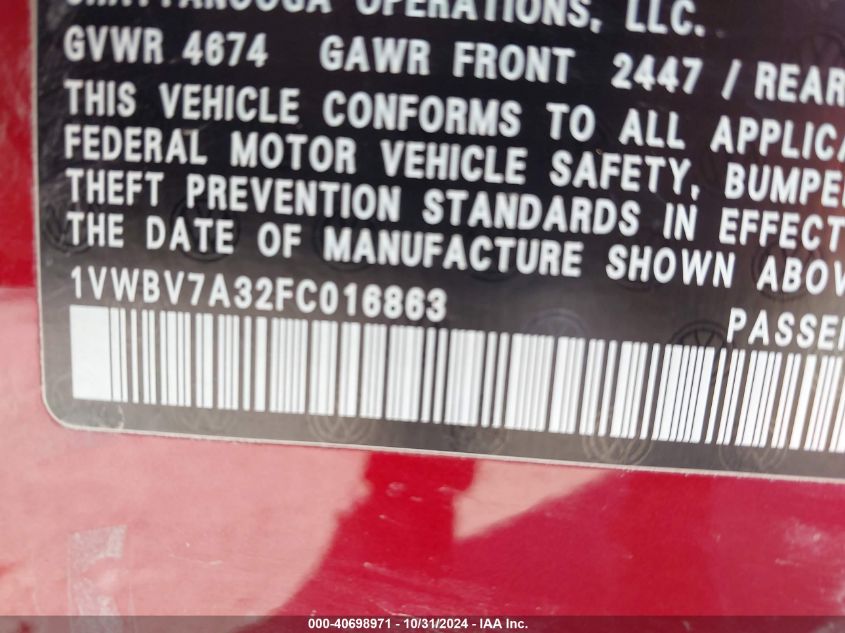 CHATTANOOGA OPERATIONS, LLC.
GVWR 4674 GAWR FRONT 2447 / REAR
THIS VEHICLE CONFORMS TO ALL APPLICA
FEDERAL MOTOR VEHICLE SAFETY, BUMPE
THEFT PREVENTION STANDARDS IN EFFECT
THE DATE OF MANUFACTURE SHOWN ABOV
1VWBV7A32FC016863
PASSE
000-40698971 - 10/31/2024 - IAA Inc.